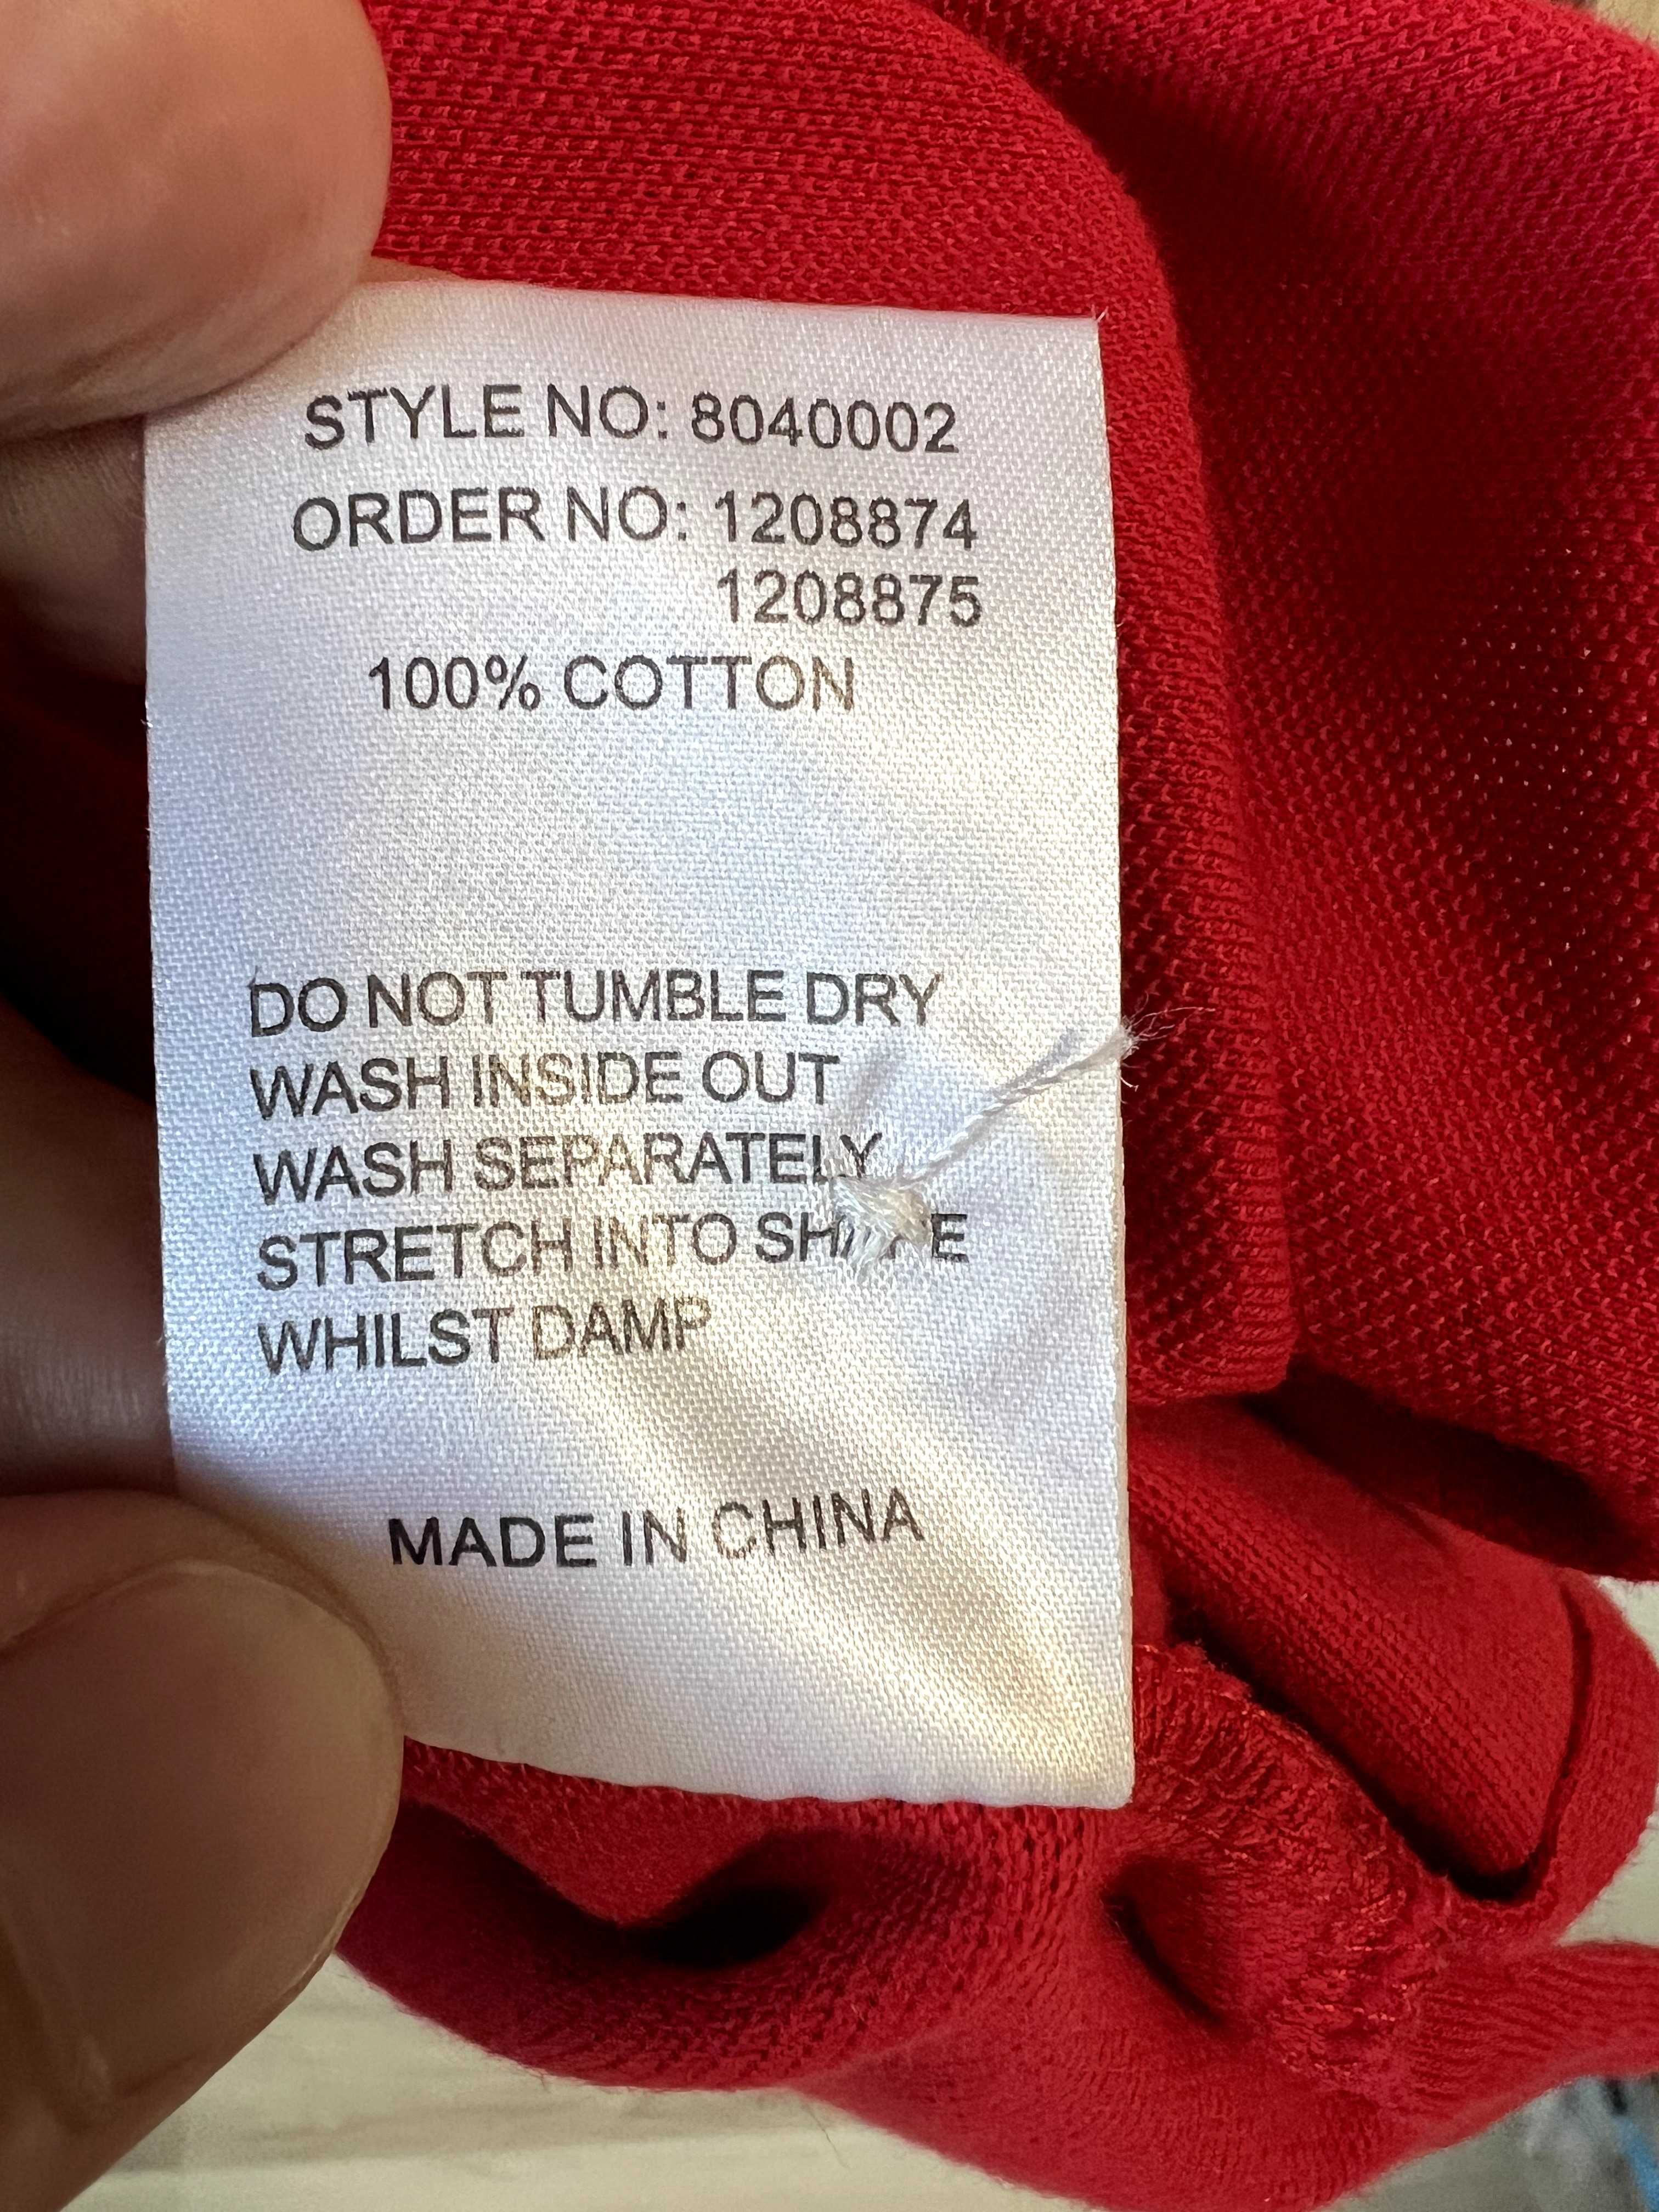 STYLE NO: 8040002
ORDER NO: 1208874
1208875
100% COTTON
DO NOT TUMBLE DRY
WASH INSIDE OUT
WASH SEPARATELY
STRETCH INTO SHAPE
WHILST DAMP
MADE IN CHINA